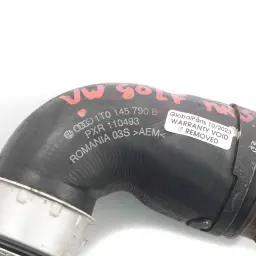 VW GOLF
1T0 145 790 B
PXR 110493
ROMANIA 03S >AEM<
GlobalParts 10/2023
WARRANTY VOID
IF REMOVED